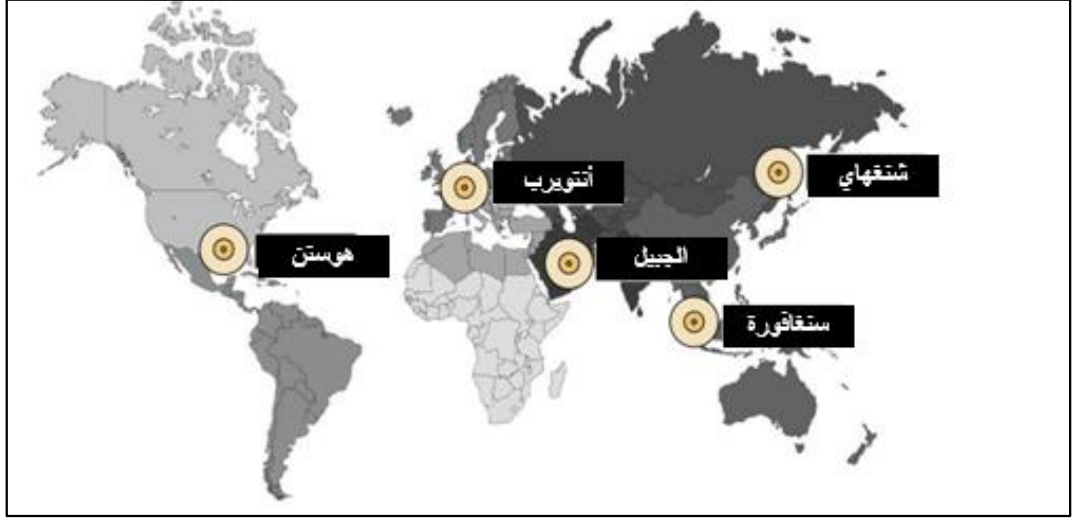 شنغهاي
أنتويرب
هوستن
الجبيل
سنغافورة